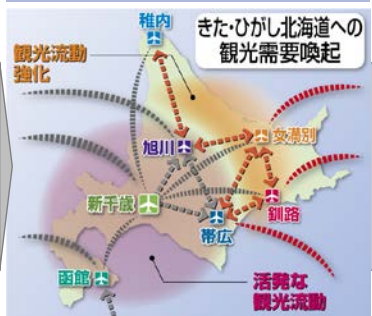 稚内
きた・ひがし北海道への
観光需要喚起
観光流動
強化
旭川
女満別
新千歳
釧路
帯広
函館
活発な
観光流動